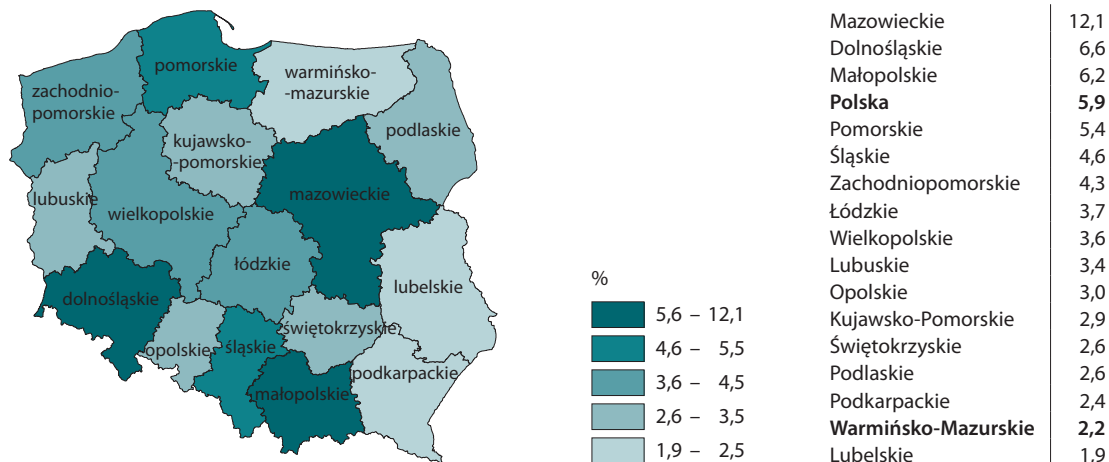 pomorskie
warmińsko-
-mazurskie
zachodnio-
pomorskie
podlaskie
kujawsko-
-pomorskie
lubuskie
mazowieckie
wielkopolskie
łódzkie
lubelskie
dolnośląskie
świętokrzyskie
opolskie
śląskie
podkarpackie
małopolskie
%
5,6 – 12,1
4,6 – 5,5
3,6 – 4,5
2,6 – 3,5
1,9 – 2,5
Mazowieckie 12,1
Dolnośląskie 6,6
Małopolskie 6,2
Polska 5,9
Pomorskie 5,4
Śląskie 4,6
Zachodniopomorskie 4,3
Łódzkie 3,7
Wielkopolskie 3,6
Lubuskie 3,4
Opolskie 3,0
Kujawsko-Pomorskie 2,9
Świętokrzyskie 2,6
Podlaskie 2,6
Podkarpackie 2,4
Warmińsko-Mazurskie 2,2
Lubelskie 1,9